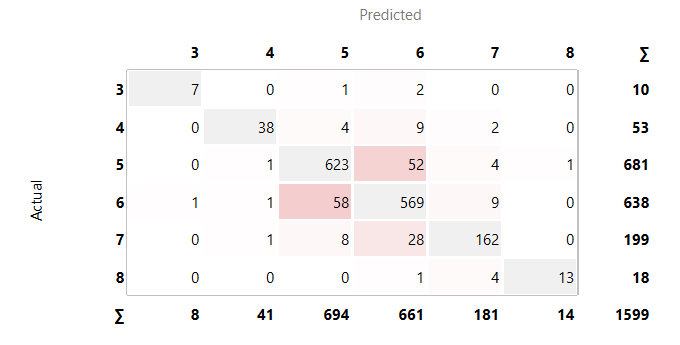 Predicted
3 4 5 6 7 8 ∑
3 7 0 1 2 0 0 10
4 0 38 4 9 2 0 53
5 0 1 623 52 4 1 681
Actual
6 1 1 58 569 9 0 638
7 0 1 8 28 162 0 199
8 0 0 0 1 4 13 18
∑ 8 41 694 661 181 14 1599